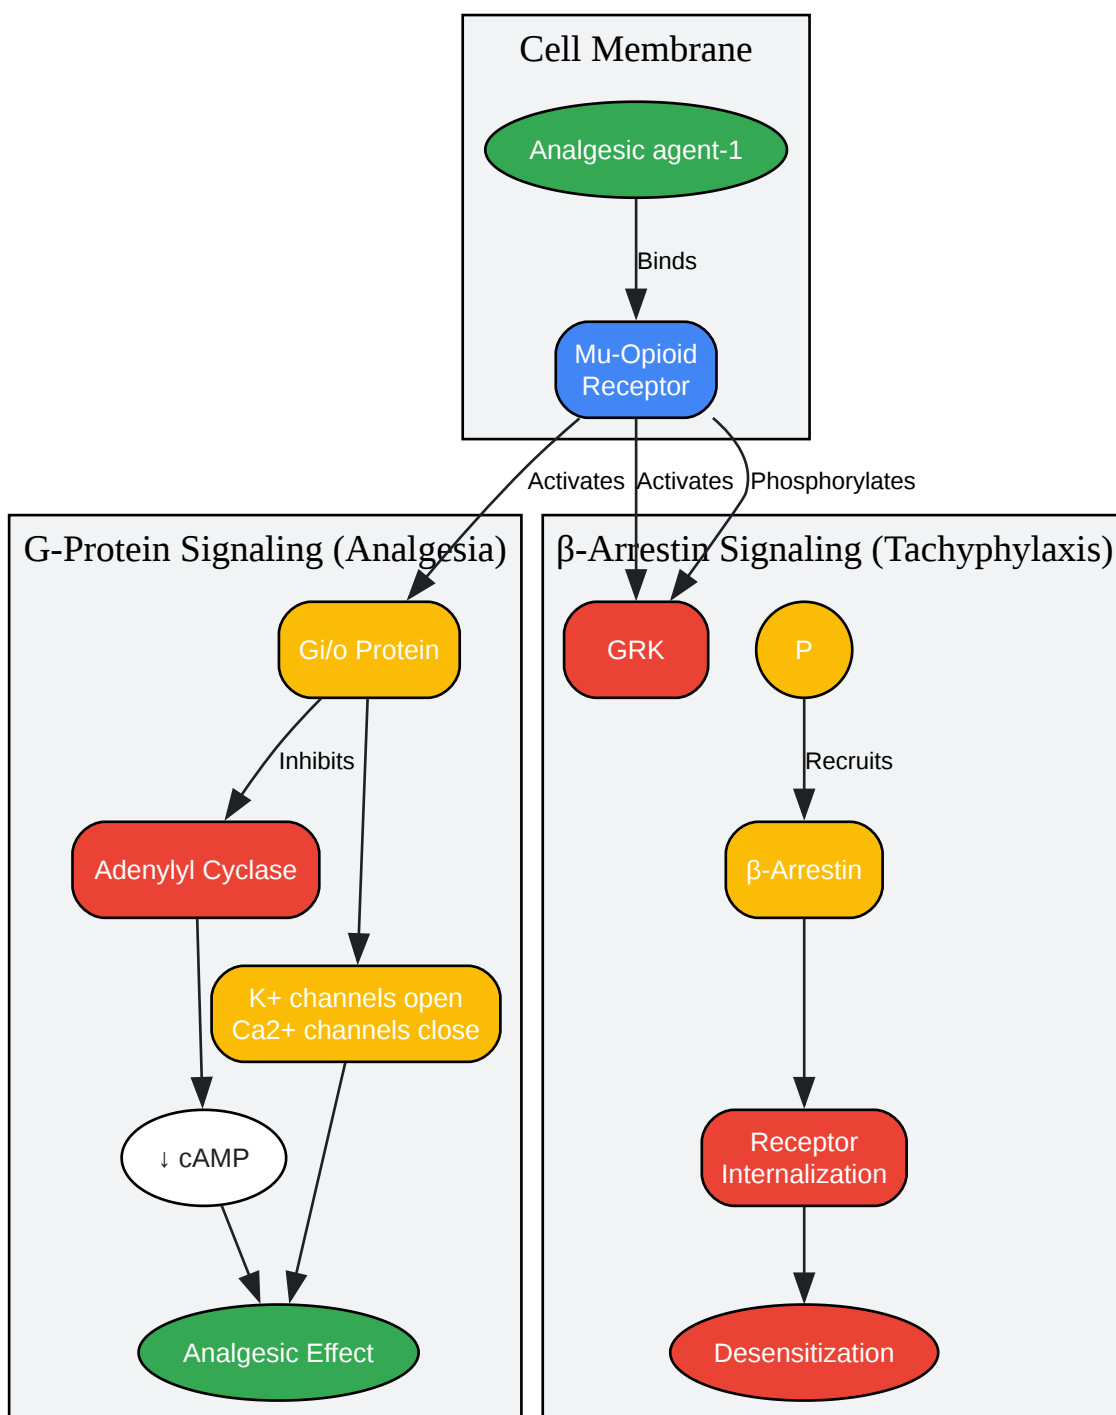 Cell Membrane
Analgesic agent-1
Binds
Mu-Opioid
Receptor
Activates
Activates
Phosphorylates
G-Protein Signaling (Analgesia)
β-Arrestin Signaling (Tachyphylaxis)
Gi/o Protein
GRK
P
Inhibits
Recruits
Adenylyl Cyclase
β-Arrestin
K+ channels open
Ca2+ channels close
↓ cAMP
Receptor
Internalization
Analgesic Effect
Desensitization